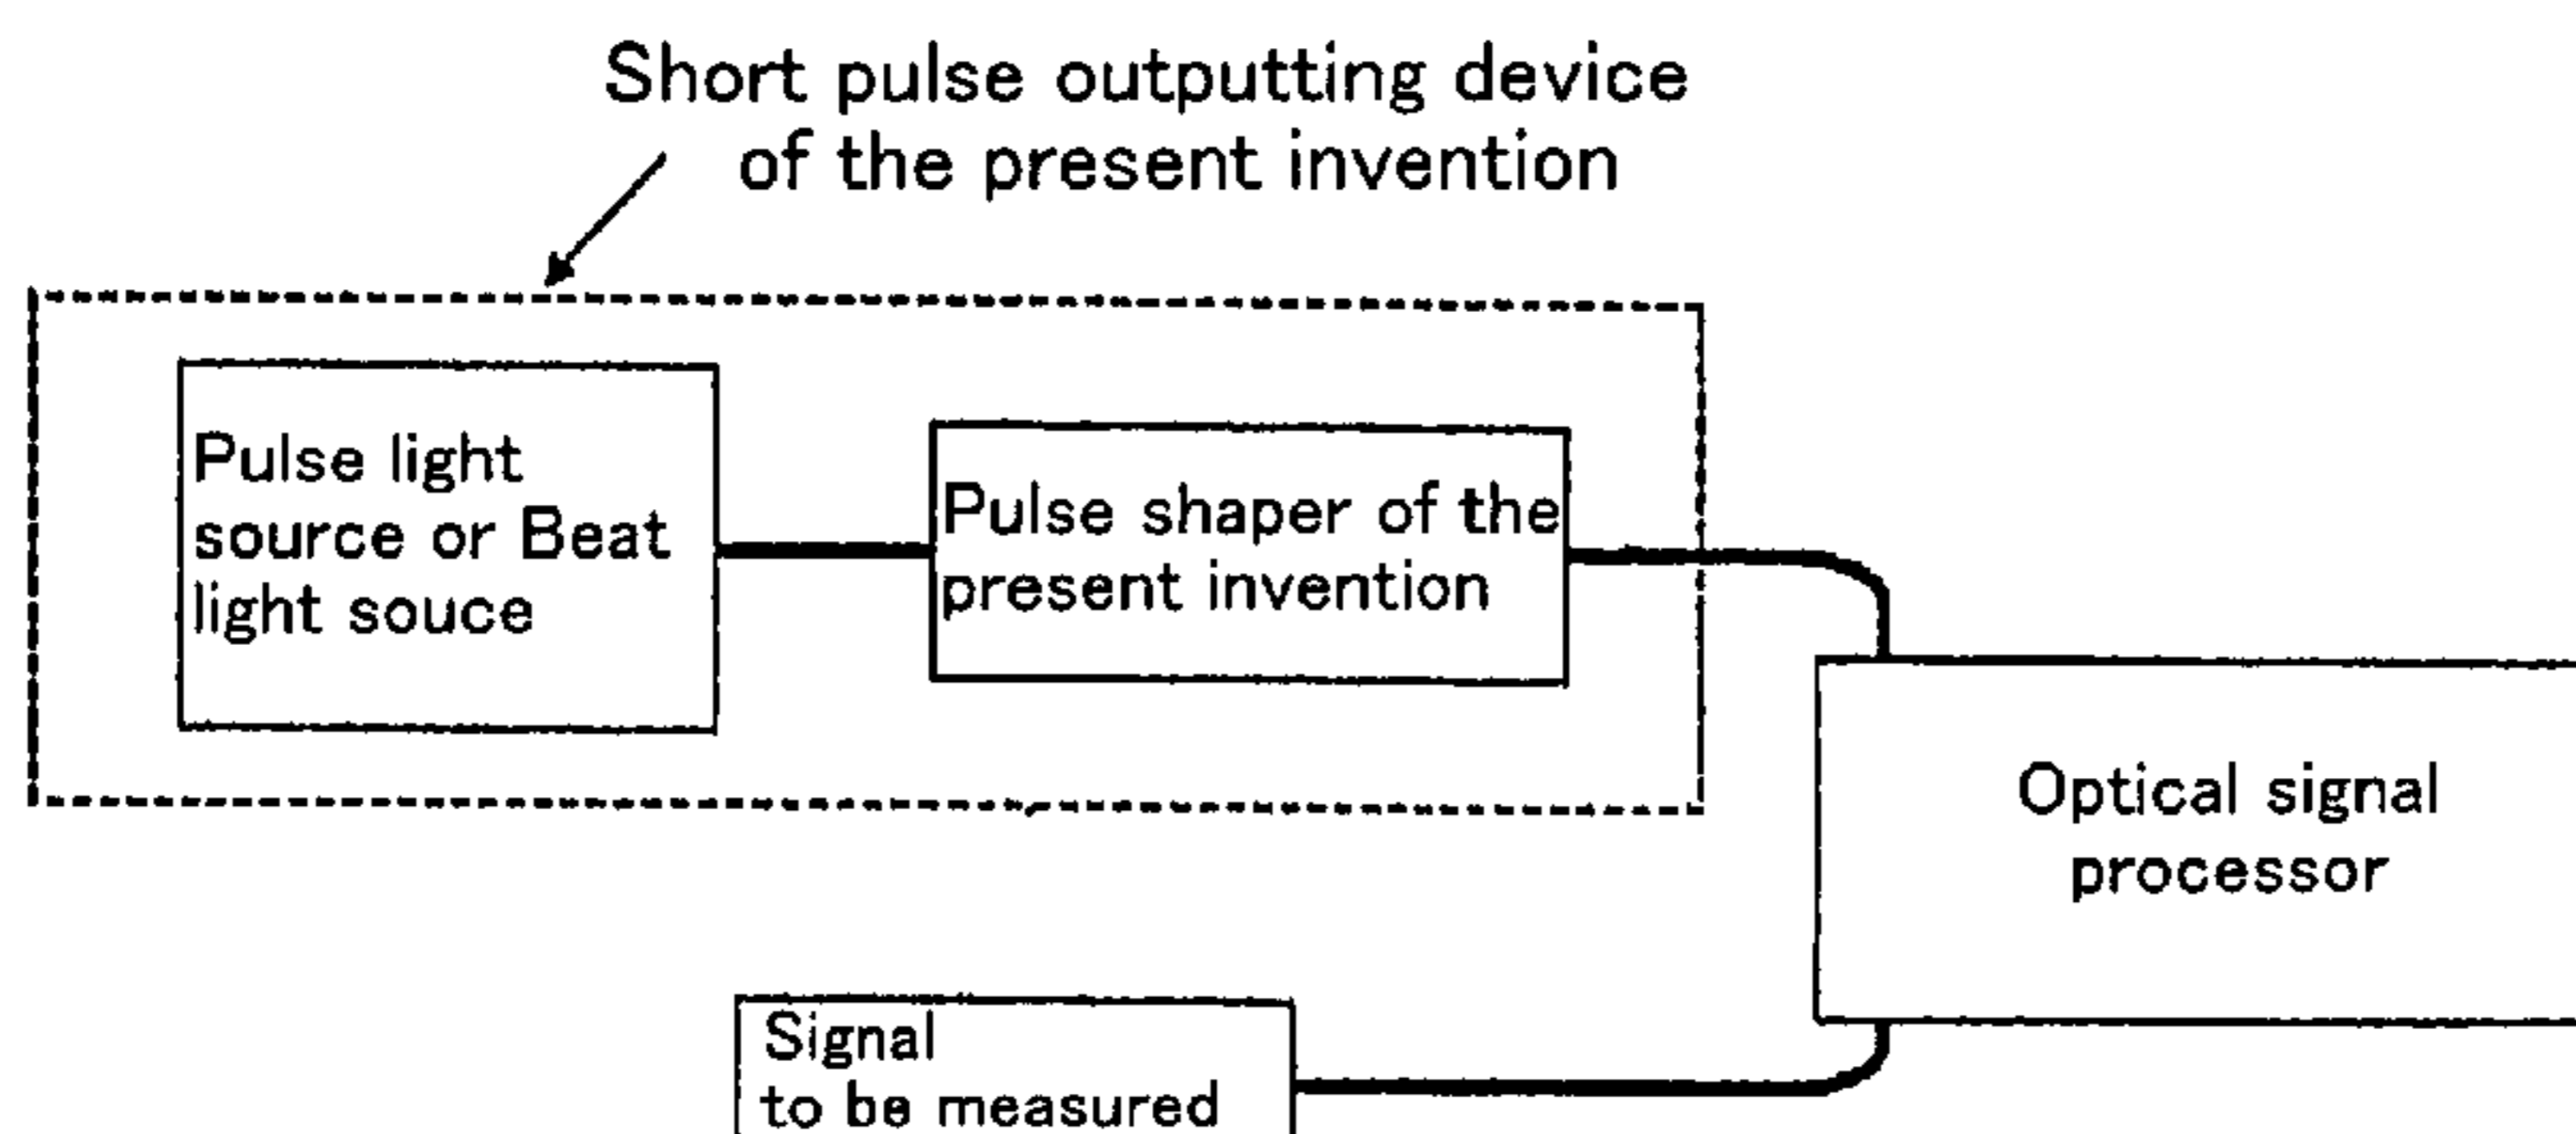 Short pulse outputting device
of the present invention
Pulse light
source or Beat
light souce
Pulse shaper of the
present invention
Optical signal
processor
Signal
to be measured